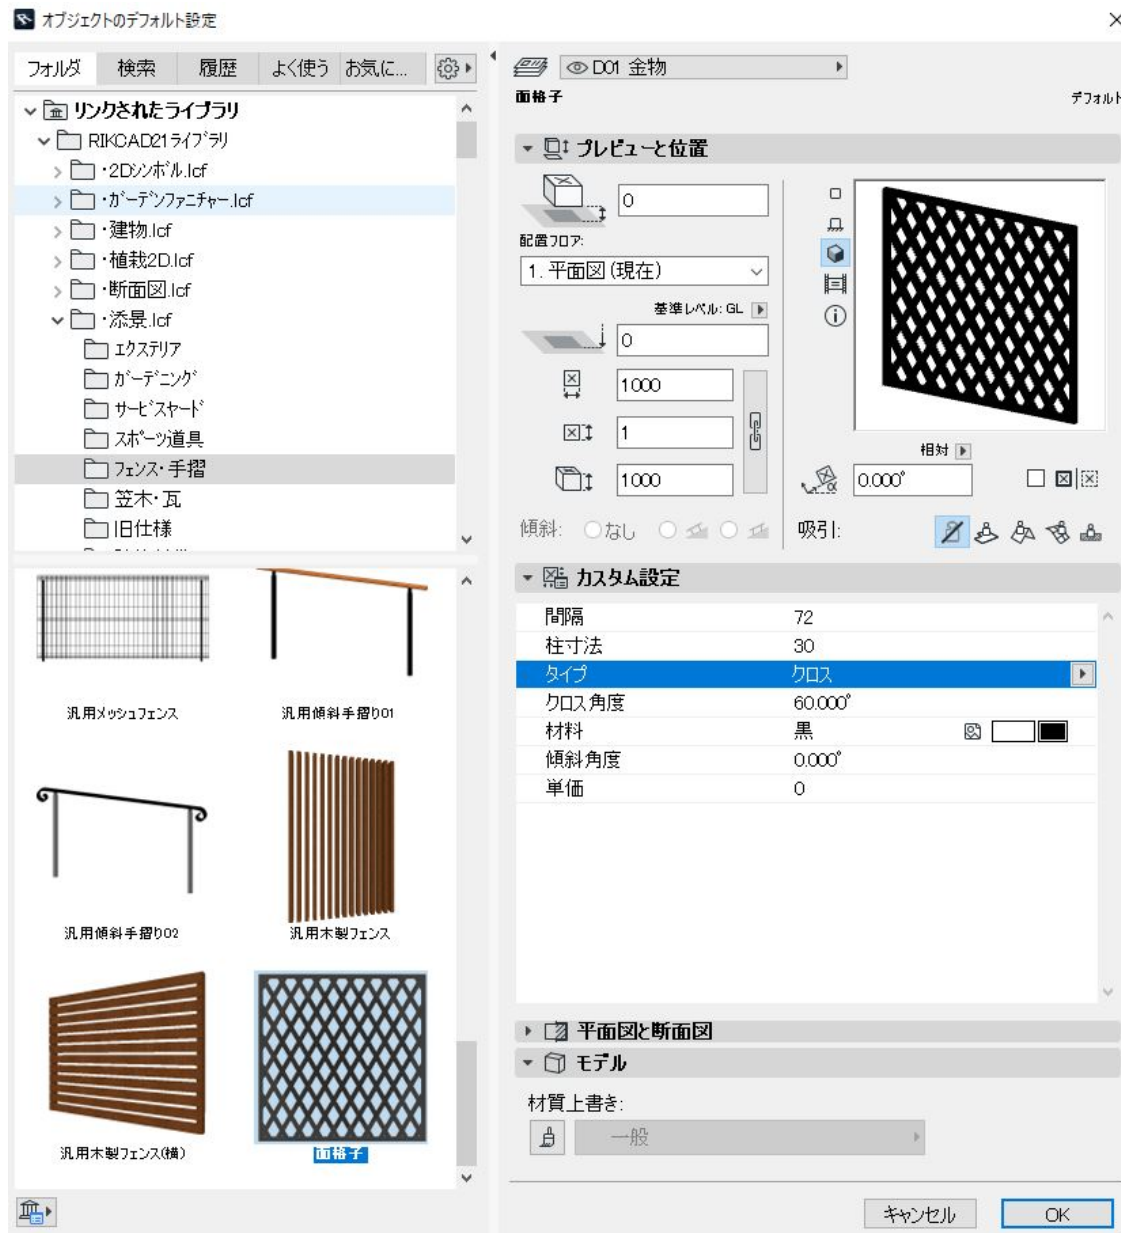 オブジェクトのデフォルト設定
フォルダ 検索 履歴 よく使う お気に...
リンクされたライブラリ
RIKCAD21ライブラリ
・2Dシンボル.lcf
・ガーデンファニチャー.lcf
・建物.lcf
・植栽2D.lcf
・断面図.lcf
・添景.lcf
エクステリア
ガーデニング
サービスヤード
スポーツ道具
フェンス・手摺
笠木・瓦
旧仕様
汎用メッシュフェンス
汎用傾斜手摺り01
汎用傾斜手摺り02
汎用木製フェンス
汎用木製フェンス(横)
面格子
D01 金物
面格子
デフォルト
プレビューと位置
0
配置フロア:
1. 平面図 (現在)
基準レベル: GL
0
1000
1
1000
相対
α
0.000°
傾斜: なし
吸引:
カスタム設定
間隔 72
柱寸法 30
タイプ クロス
クロス角度 60.000°
材料 黒
傾斜角度 0.000°
単価 0
平面図と断面図
モデル
材質上書き:
一般
キャンセル
OK